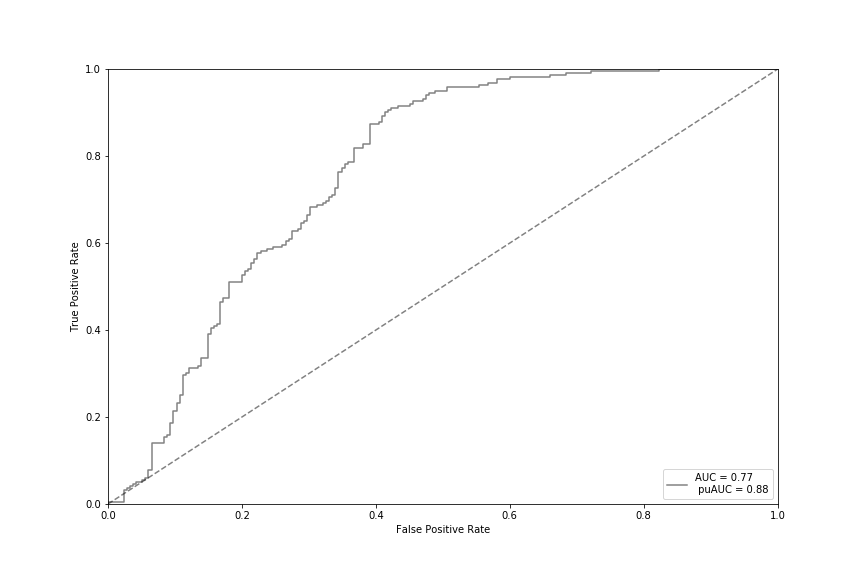 1.0
0.8
0.6
0.4
0.2
0.0
True Positive Rate
AUC = 0.77
puAUC = 0.88
0.0 0.2 0.4 0.6 0.8 1.0
False Positive Rate